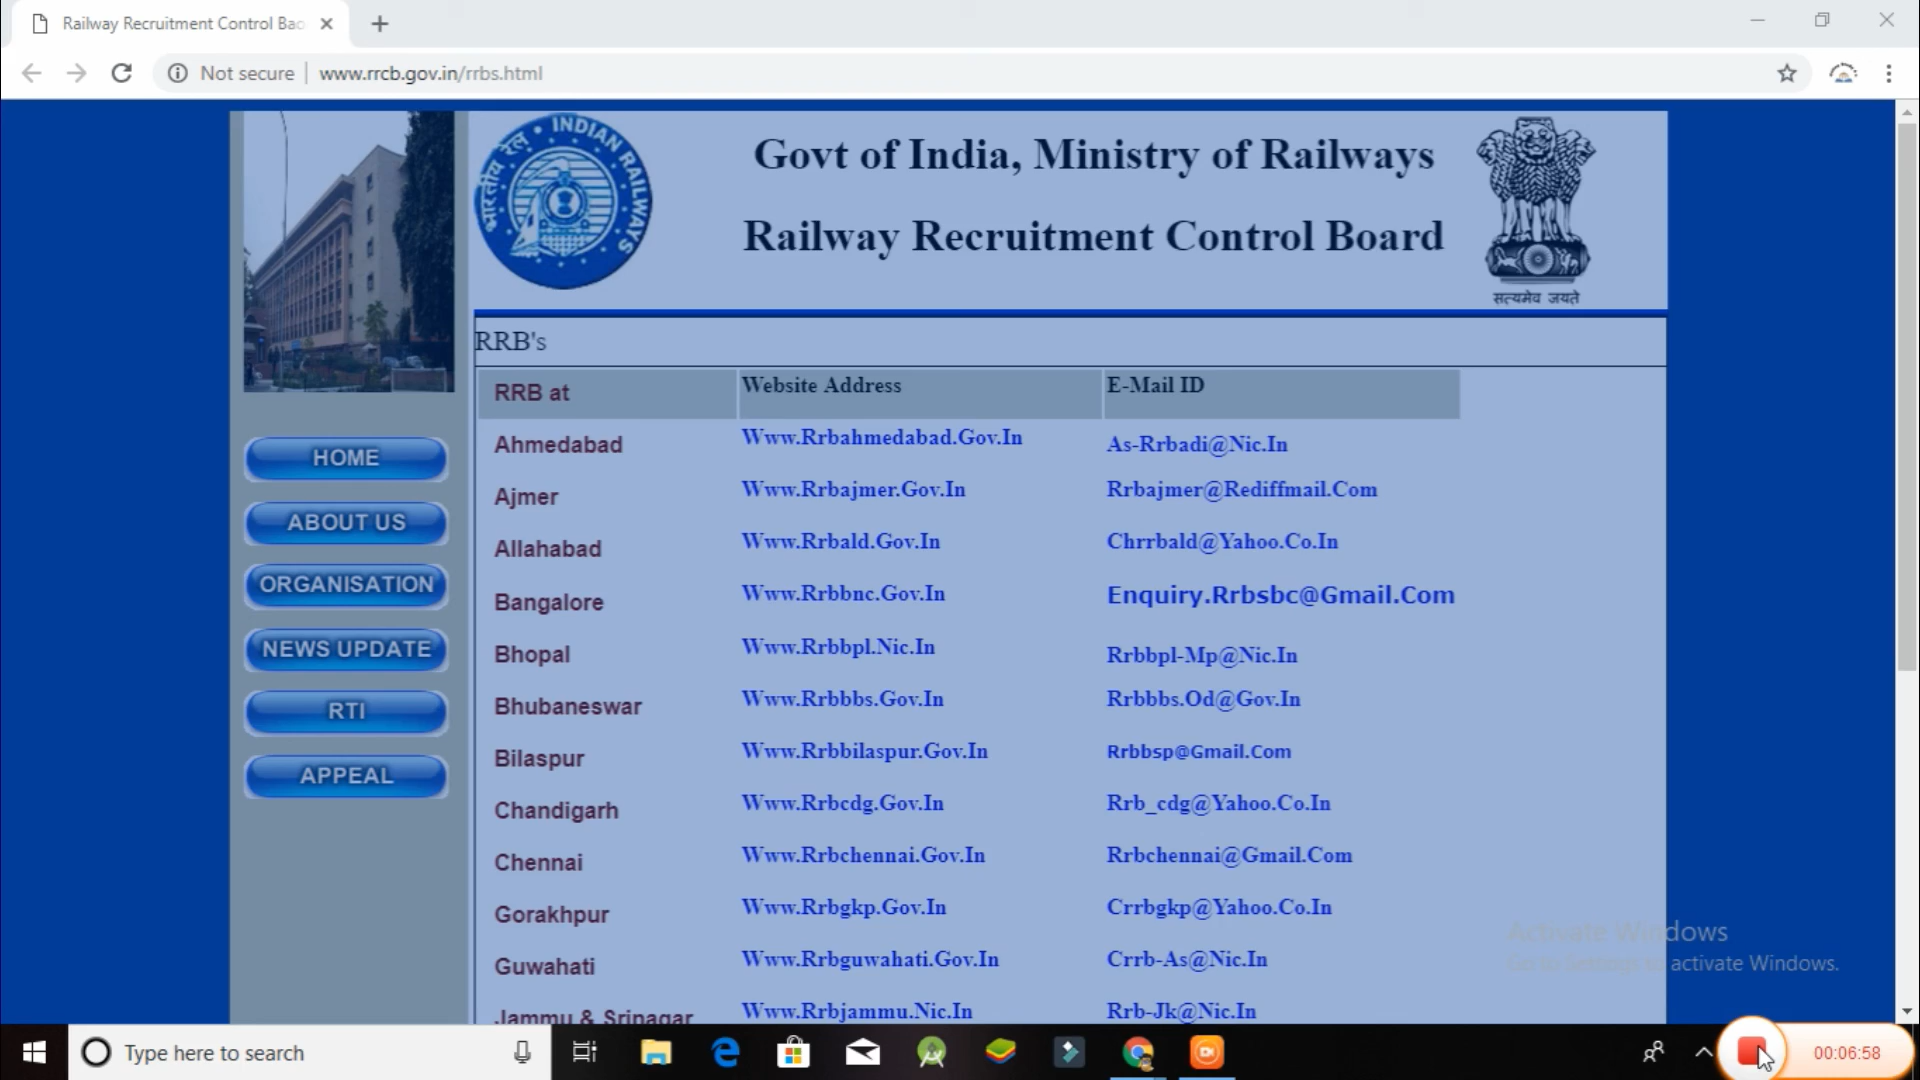 Railway Recruitment Control Bao
Not secure www.rrcb.gov.in/rrbs.html
भारतीय रेल • INDIAN RAILWAYS
Govt of India, Ministry of Railways
Railway Recruitment Control Board
सत्यमेव जयते
RRB's
RRB at Website Address E-Mail ID
Ahmedabad Www.Rrbahmedabad.Gov.In As-Rrbadi@Nic.In
Ajmer Www.Rrbajmer.Gov.In Rrbajmer@Rediffmail.Com
Allahabad Www.Rrbald.Gov.In Chrrbald@Yahoo.Co.In
Bangalore Www.Rrbbnc.Gov.In Enquiry.Rrbsbc@Gmail.Com
Bhopal Www.Rrbbpl.Nic.In Rrbbpl-Mp@Nic.In
Bhubaneswar Www.Rrbbbs.Gov.In Rrbbbs.Od@Gov.In
Bilaspur Www.Rrbbilaspur.Gov.In Rrbbsp@Gmail.Com
Chandigarh Www.Rrbcdg.Gov.In Rrb_cdg@Yahoo.Co.In
Chennai Www.Rrbchennai.Gov.In Rrbchennai@Gmail.Com
Gorakhpur Www.Rrbgkp.Gov.In Crrbgkp@Yahoo.Co.In
Guwahati Www.Rrbguwahati.Gov.In Crrb-As@Nic.In
Jammu & Srinagar Www.Rrbjammu.Nic.In Rrb-Jk@Nic.In
HOME
ABOUT US
ORGANISATION
NEWS UPDATE
RTI
APPEAL
Activate Windows
Go to Settings to activate Windows.
Type here to search
00:06:58